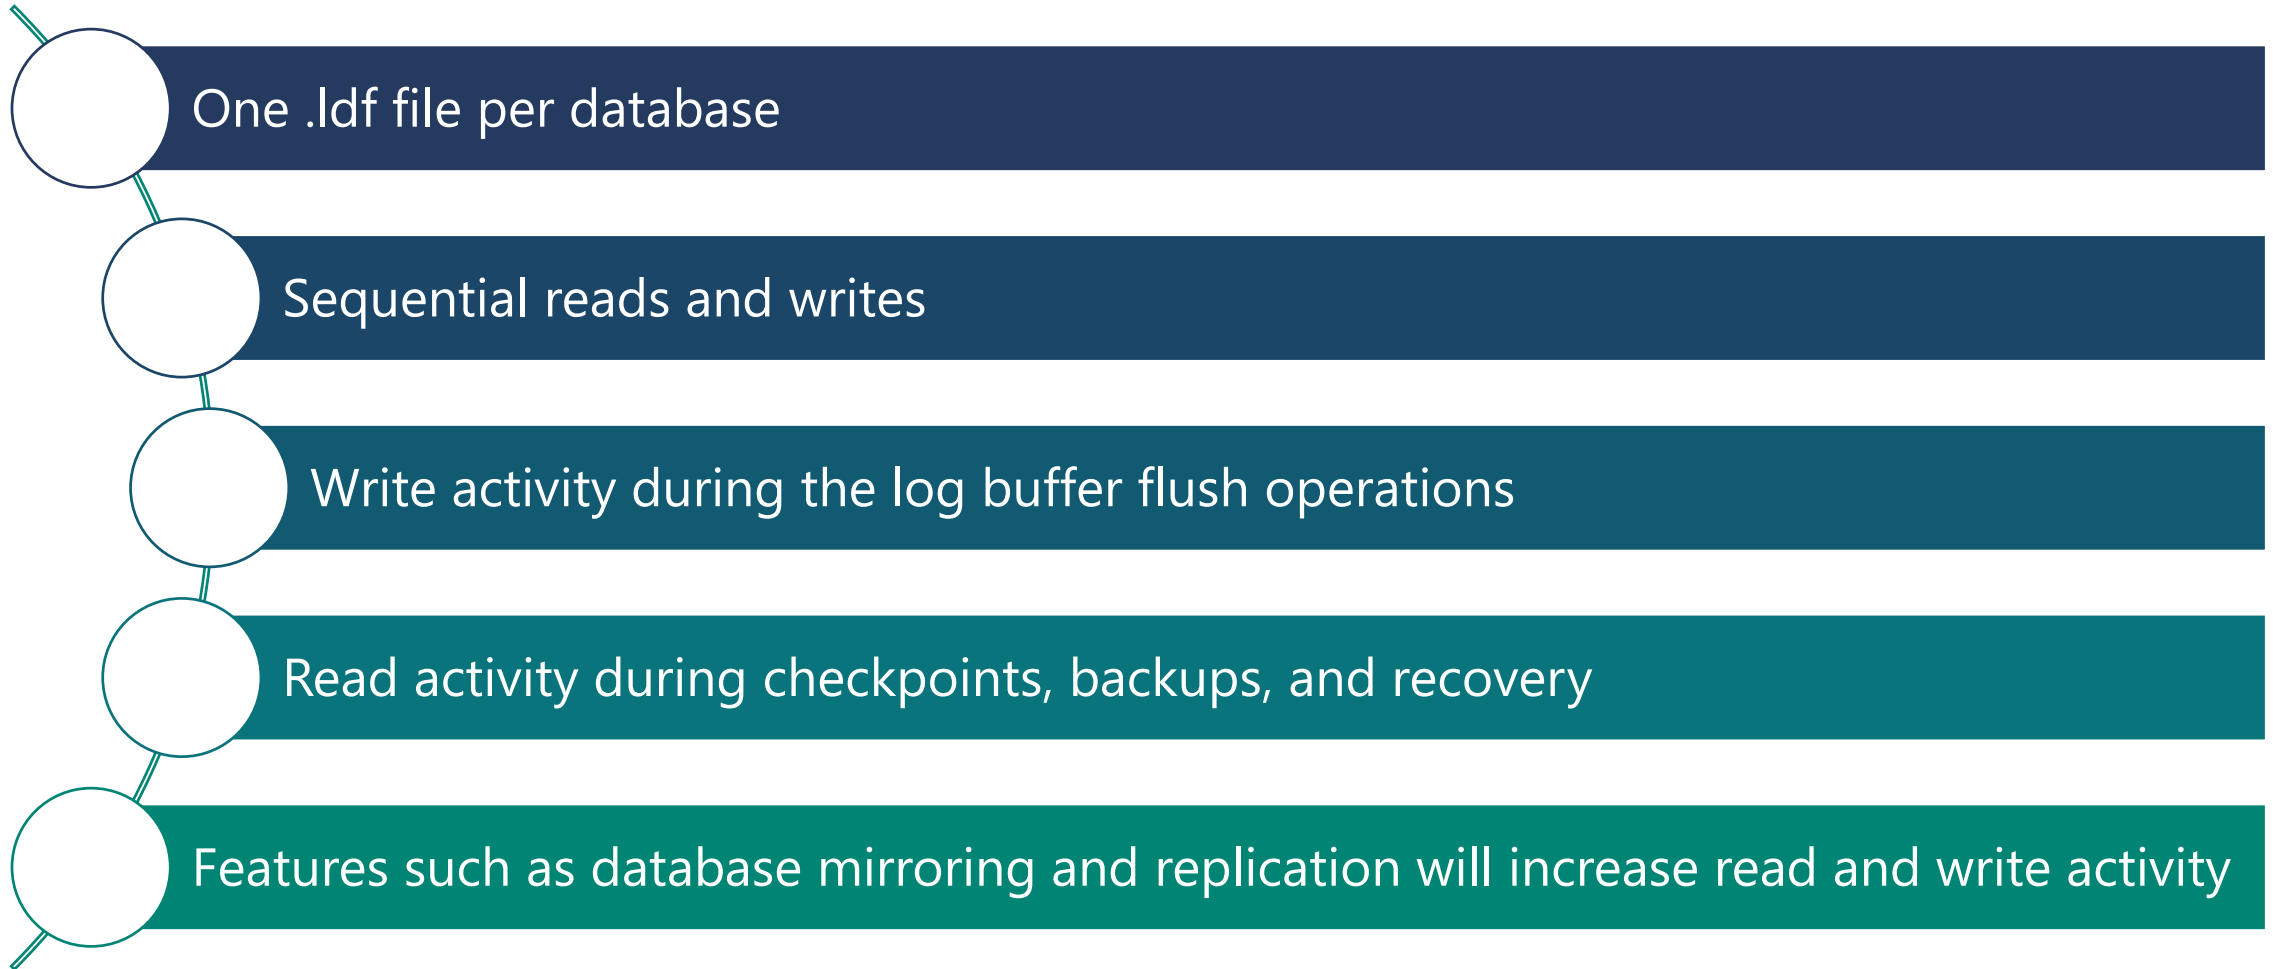 One .ldf file per database
Sequential reads and writes
Write activity during the log buffer flush operations
Read activity during checkpoints, backups, and recovery
Features such as database mirroring and replication will increase read and write activity